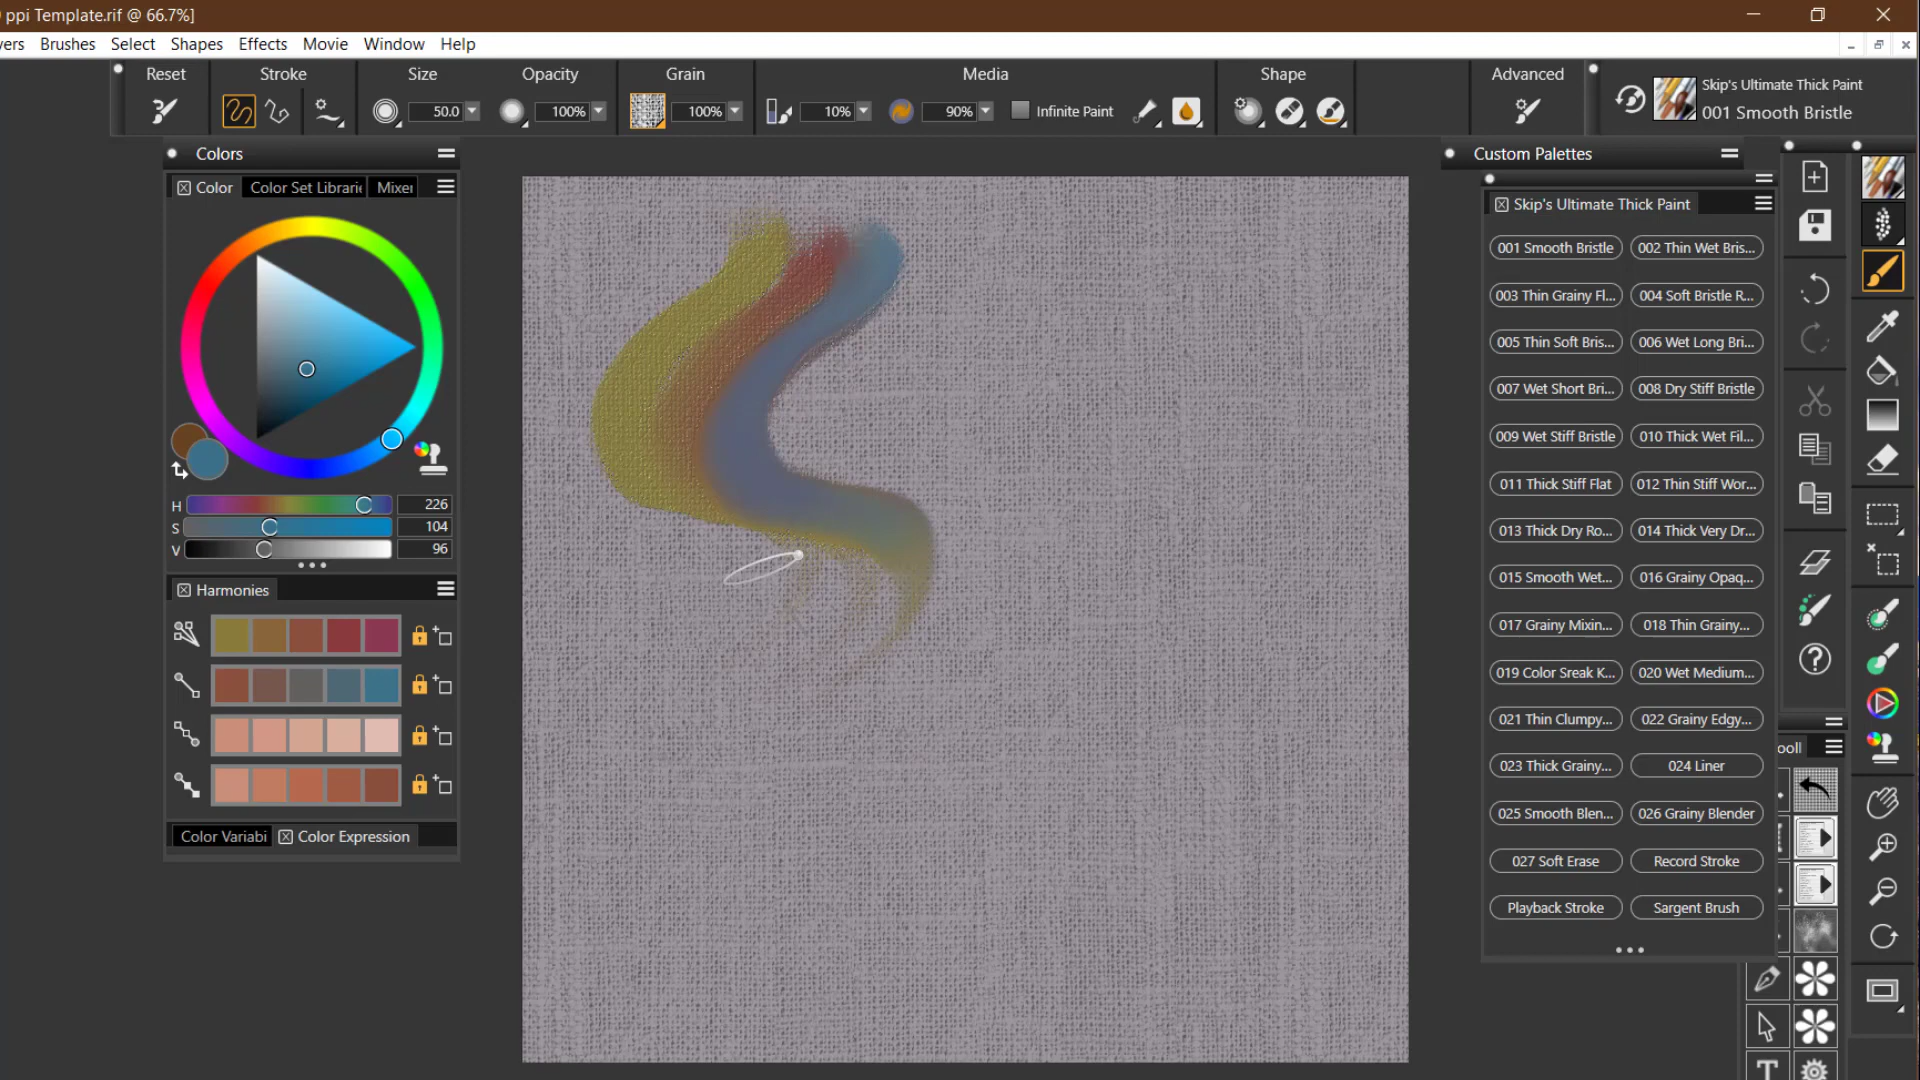 ppi Template.rif @ 66.7%]
ers Brushes Select Shapes Effects Movie Window Help
Reset Stroke Size Opacity Grain Media Shape Advanced
Skip's Ultimate Thick Paint
001 Smooth Bristle
50.0 100% 100% 10% 90% Infinite Paint
Colors
Color Color Set Librari Mixer
H 226
S 104
V 96
Harmonies
Color Variabi Color Expression
Custom Palettes
Skip's Ultimate Thick Paint
001 Smooth Bristle 002 Thin Wet Bris...
003 Thin Grainy Fl... 004 Soft Bristle R...
005 Thin Soft Bris... 006 Wet Long Bri...
007 Wet Short Bri... 008 Dry Stiff Bristle
009 Wet Stiff Bristle 010 Thick Wet Fil...
011 Thick Stiff Flat 012 Thin Stiff Wor...
013 Thick Dry Ro... 014 Thick Very Dr...
015 Smooth Wet... 016 Grainy Opaq...
017 Grainy Mixin... 018 Thin Grainy...
019 Color Sreak K... 020 Wet Medium...
021 Thin Clumpy... 022 Grainy Edgy...
023 Thick Grainy... 024 Liner
025 Smooth Blen... 026 Grainy Blender
027 Soft Erase Record Stroke
Playback Stroke Sargent Brush
ooll